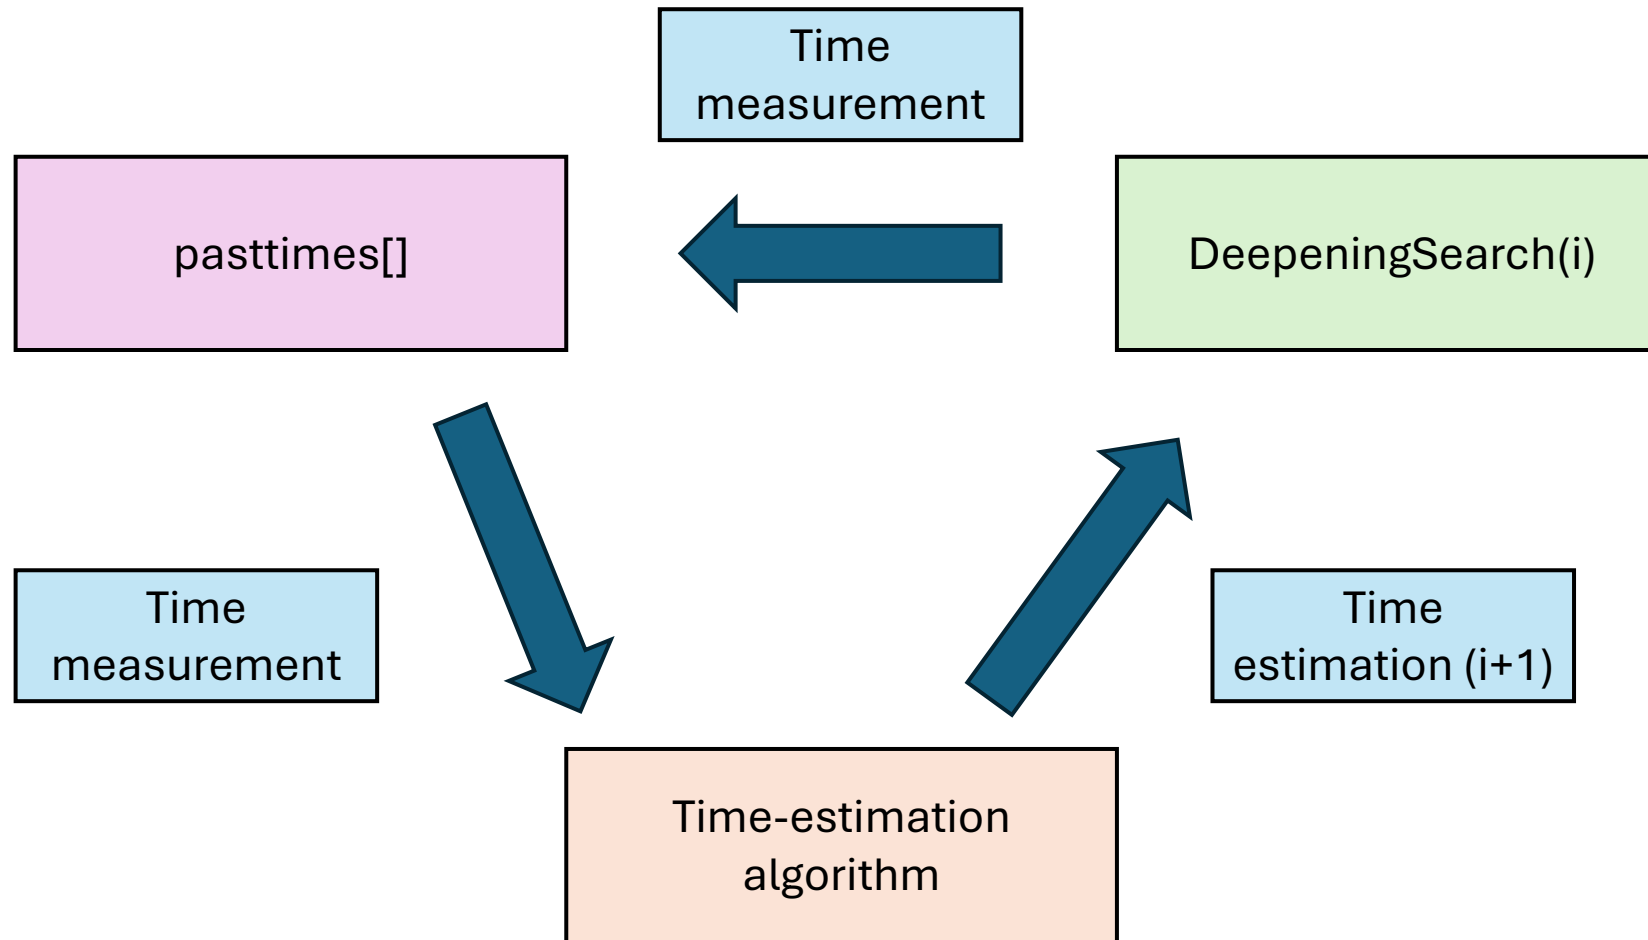 Time
measurement
pasttimes[]
DeepeningSearch(i)
Time
measurement
Time
estimation (i+1)
Time-estimation
algorithm